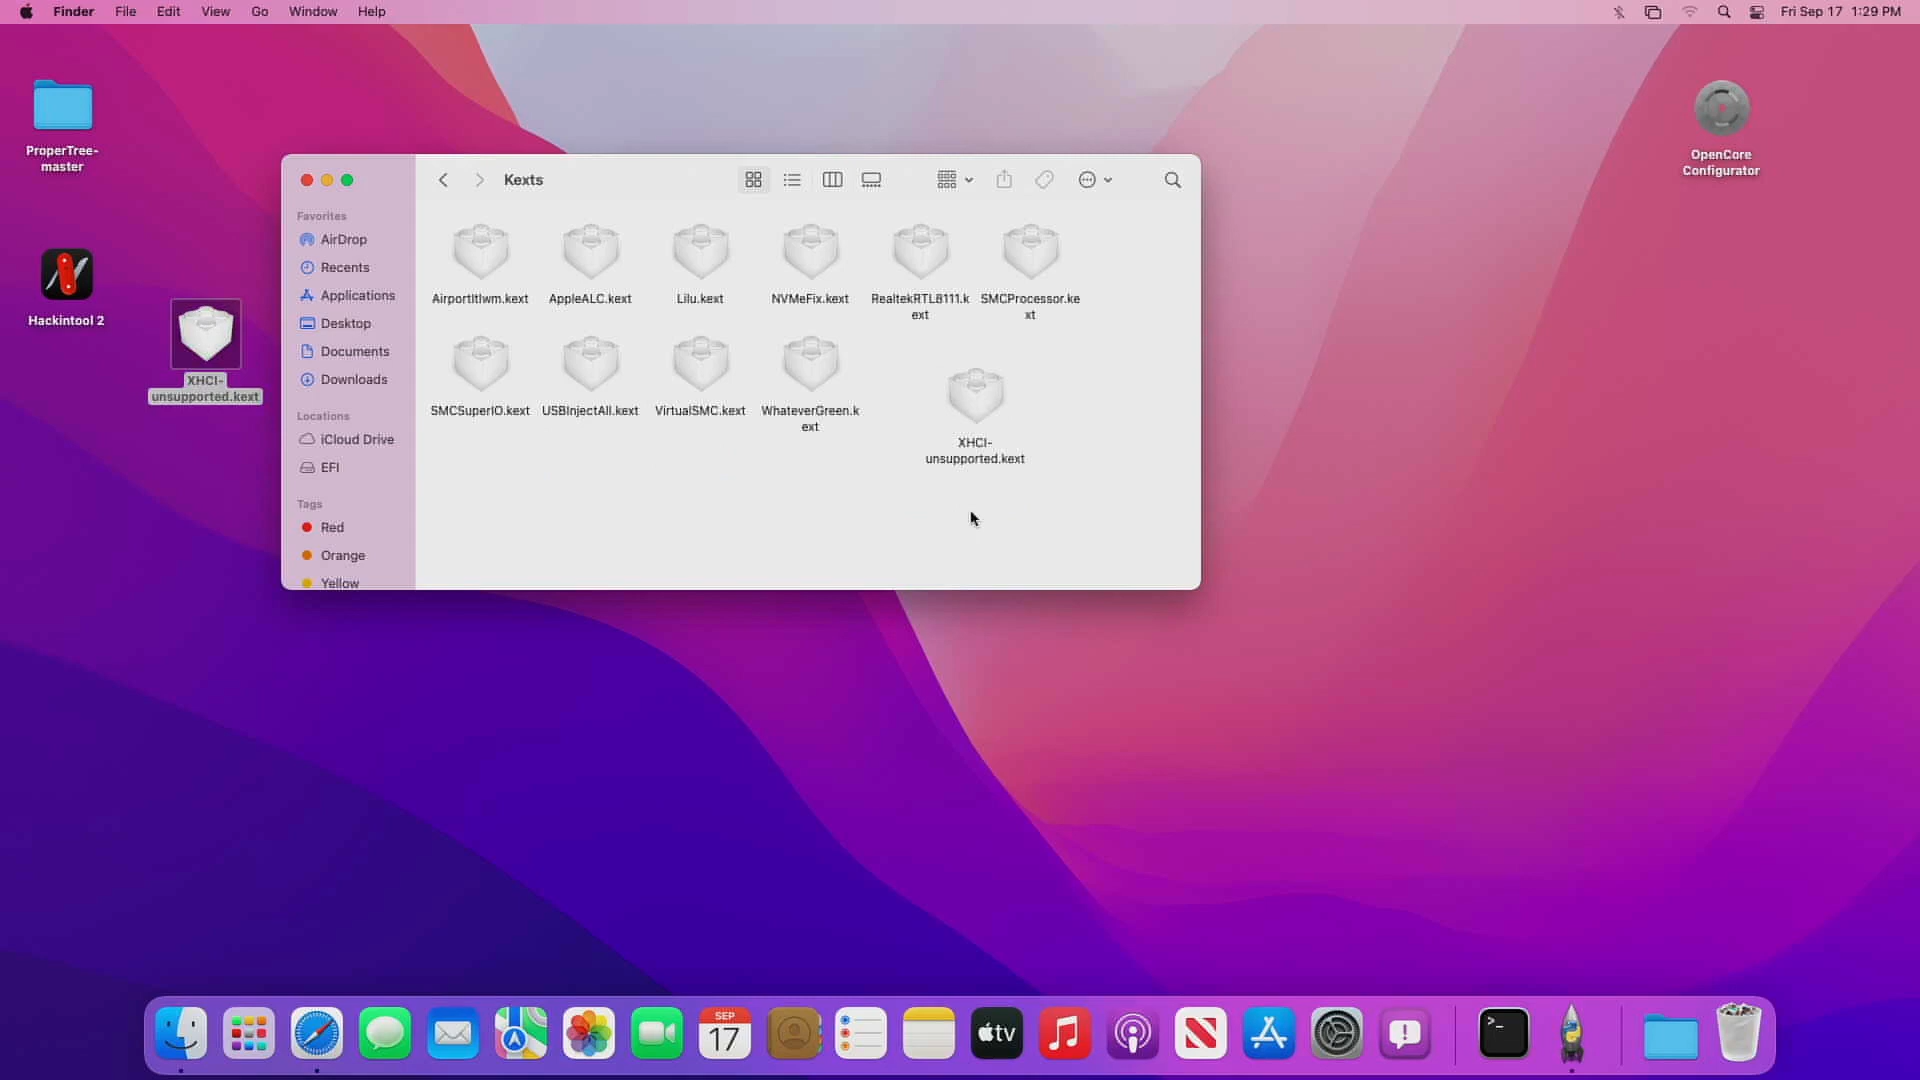 Finder File Edit View Go Window Help
Fri Sep 17 1:29 PM
ProperTree-
master
Hackintool 2
XHCI-
unsupported.kext
OpenCore
Configurator
Kexts
Favorites
AirDrop
Recents
Applications
Desktop
Documents
Downloads
Locations
iCloud Drive
EFI
Tags
Red
Orange
Yellow
AirportItlwm.kext AppleALC.kext Lilu.kext NVMeFix.kext RealtekRTL8111.k SMCProcessor.ke
ext xt
SMCSuperIO.kext USBInjectAll.kext VirtualSMC.kext WhateverGreen.k
ext
XHCI-
unsupported.kext
SEP
17
tv
>_